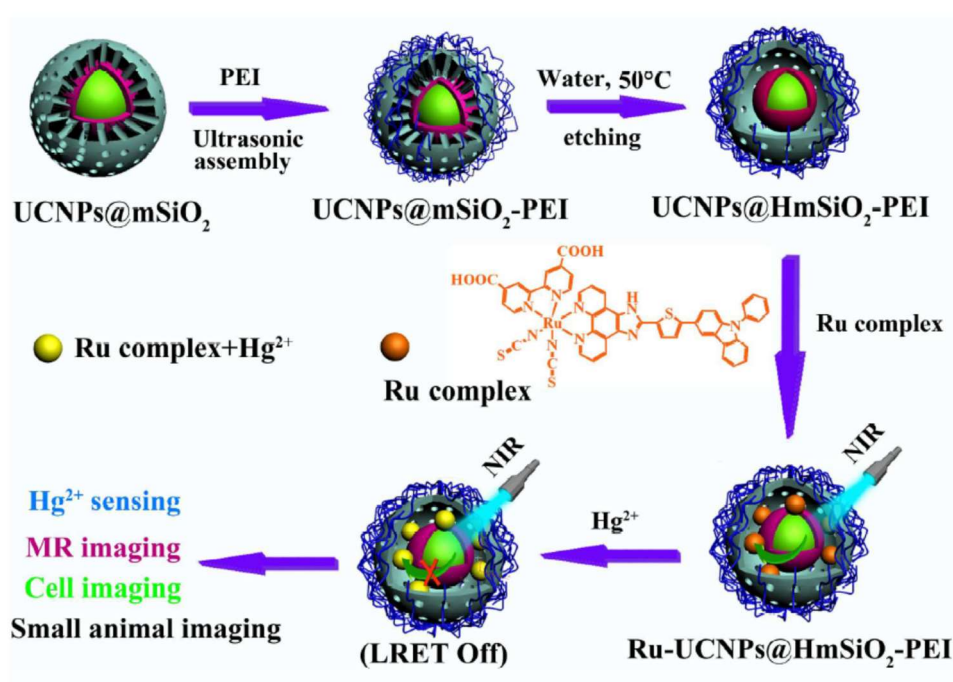 PEI
Ultrasonic
assembly
Water, 50°C
etching
UCNPs@mSiO₂
UCNPs@mSiO₂-PEI
UCNPs@HmSiO₂-PEI
COOH
HOOC
N
N
Ru
N
N
H
N
N
S
N
S
C
N
N
C
S
Ru complex
Ru complex+Hg²⁺
Ru complex
NIR
NIR
Hg²⁺
Hg²⁺ sensing
MR imaging
Cell imaging
Small animal imaging
(LRET Off)
Ru-UCNPs@HmSiO₂-PEI